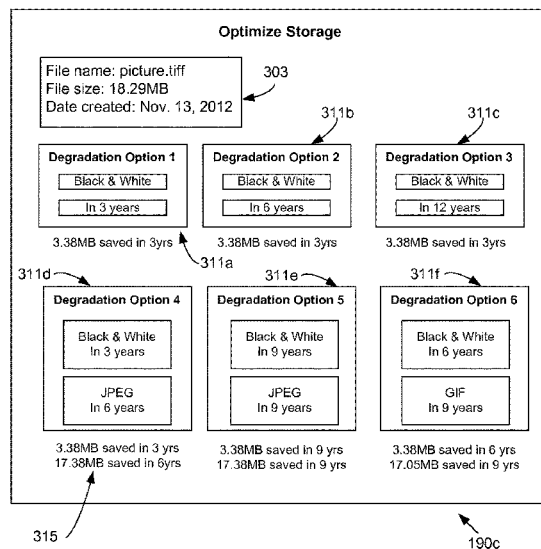 Optimize Storage
File name: picture.tiff
File size: 18.29MB
Date created: Nov. 13, 2012
303
311b
311c
Degradation Option 1
Black & White
In 3 years
3.38MB saved in 3yrs
311a
Degradation Option 2
Black & White
In 6 years
3.38MB saved in 3yrs
Degradation Option 3
Black & White
In 12 years
3.38MB saved in 3yrs
311d
311e
311f
Degradation Option 4
Black & White
In 3 years
JPEG
In 6 years
3.38MB saved in 3 yrs
17.38MB saved in 6yrs
Degradation Option 5
Black & White
In 9 years
JPEG
In 9 years
3.38MB saved in 9 yrs
17.38MB saved in 9 yrs
Degradation Option 6
Black & White
In 6 years
GIF
In 9 years
3.38MB saved in 6 yrs
17.05MB saved in 9 yrs
315
190c